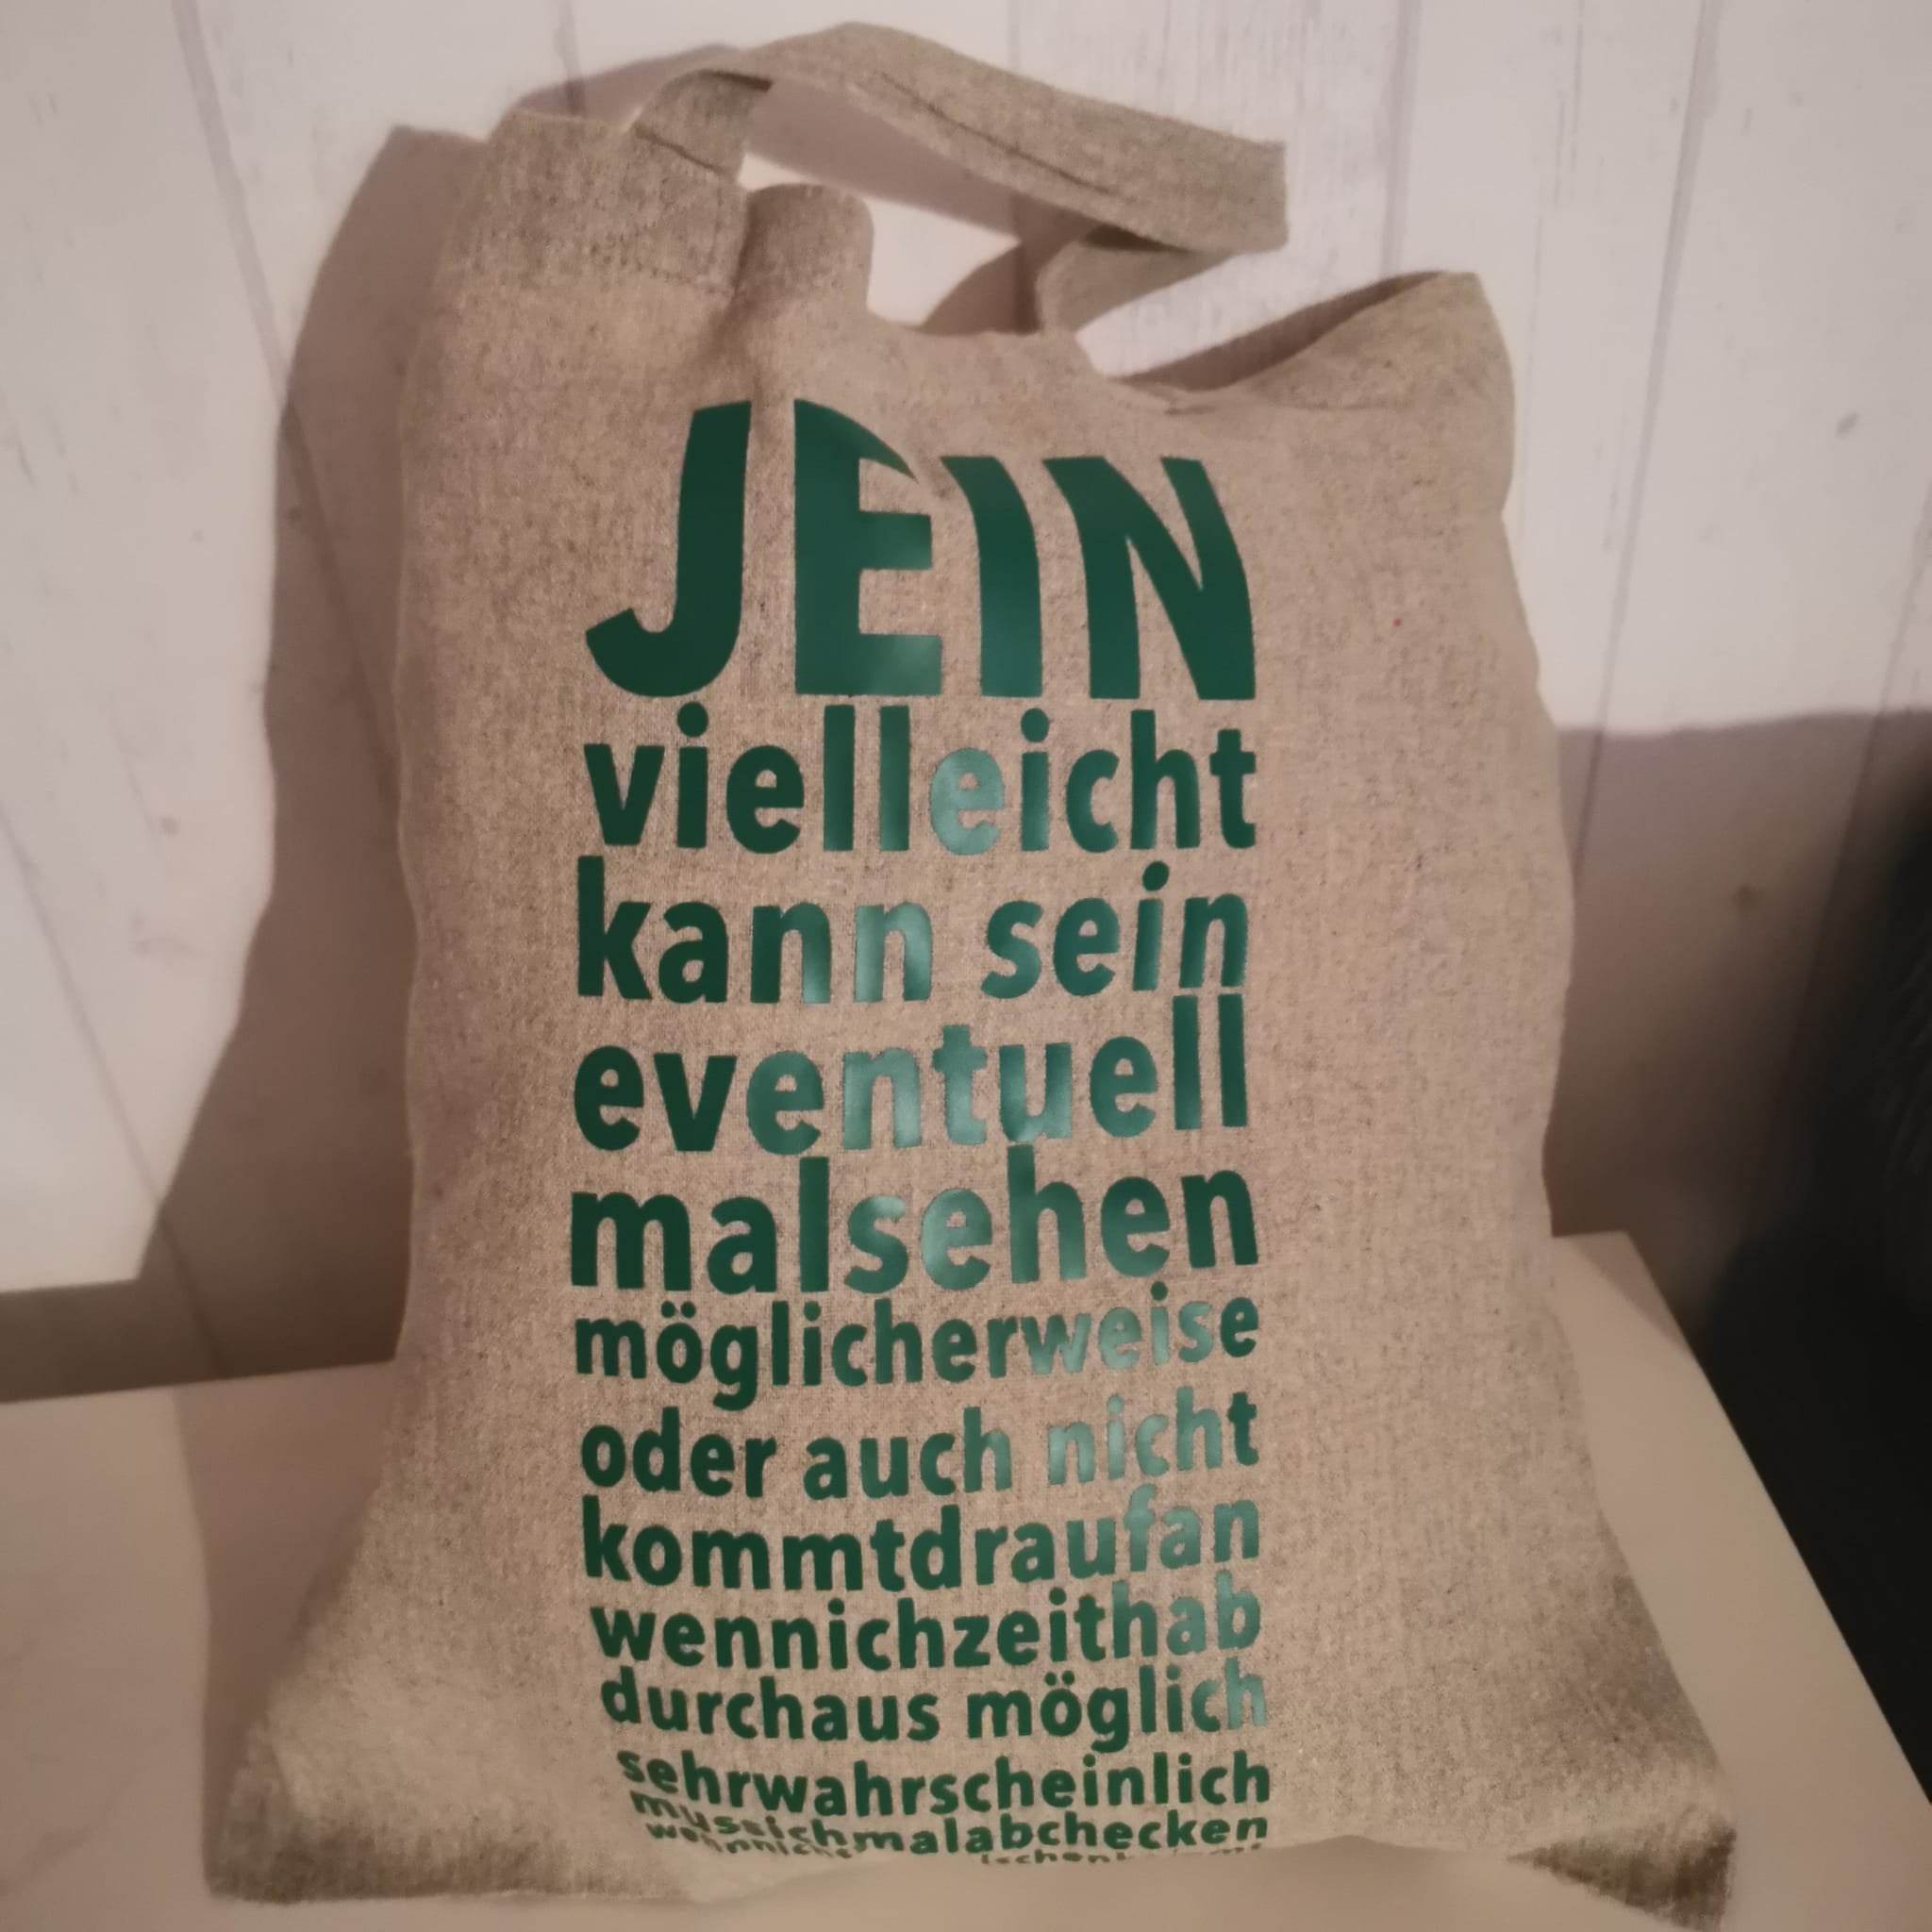 JEIN
vielleicht
kann sein
eventuell
malsehen
möglicherweise
oder auch nicht
kommtdraufan
wennichzeithab
durchaus möglich
sehrwahrscheinlich
mussichmalabchecken